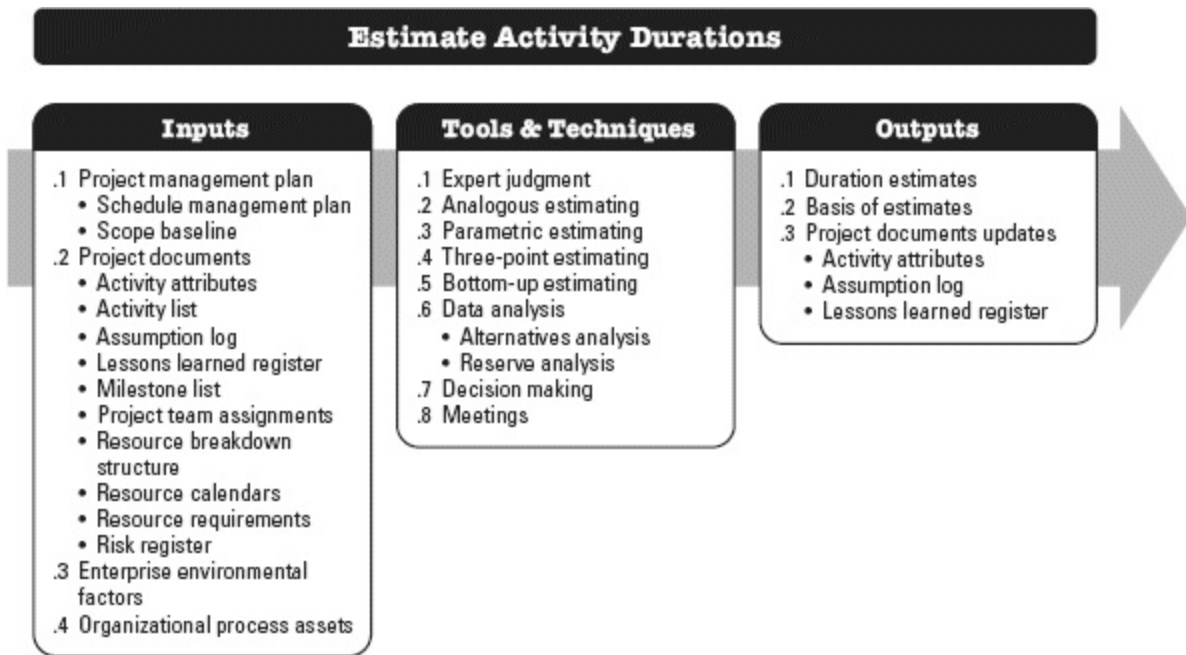 Estimate Activity Durations
Inputs
.1 Project management plan
• Schedule management plan
• Scope baseline
.2 Project documents
• Activity attributes
• Activity list
• Assumption log
• Lessons learned register
• Milestone list
• Project team assignments
• Resource breakdown
structure
• Resource calendars
• Resource requirements
• Risk register
.3 Enterprise environmental
factors
.4 Organizational process assets
Tools & Techniques
.1 Expert judgment
.2 Analogous estimating
.3 Parametric estimating
.4 Three-point estimating
.5 Bottom-up estimating
.6 Data analysis
• Alternatives analysis
• Reserve analysis
.7 Decision making
.8 Meetings
Outputs
.1 Duration estimates
.2 Basis of estimates
.3 Project documents updates
• Activity attributes
• Assumption log
• Lessons learned register